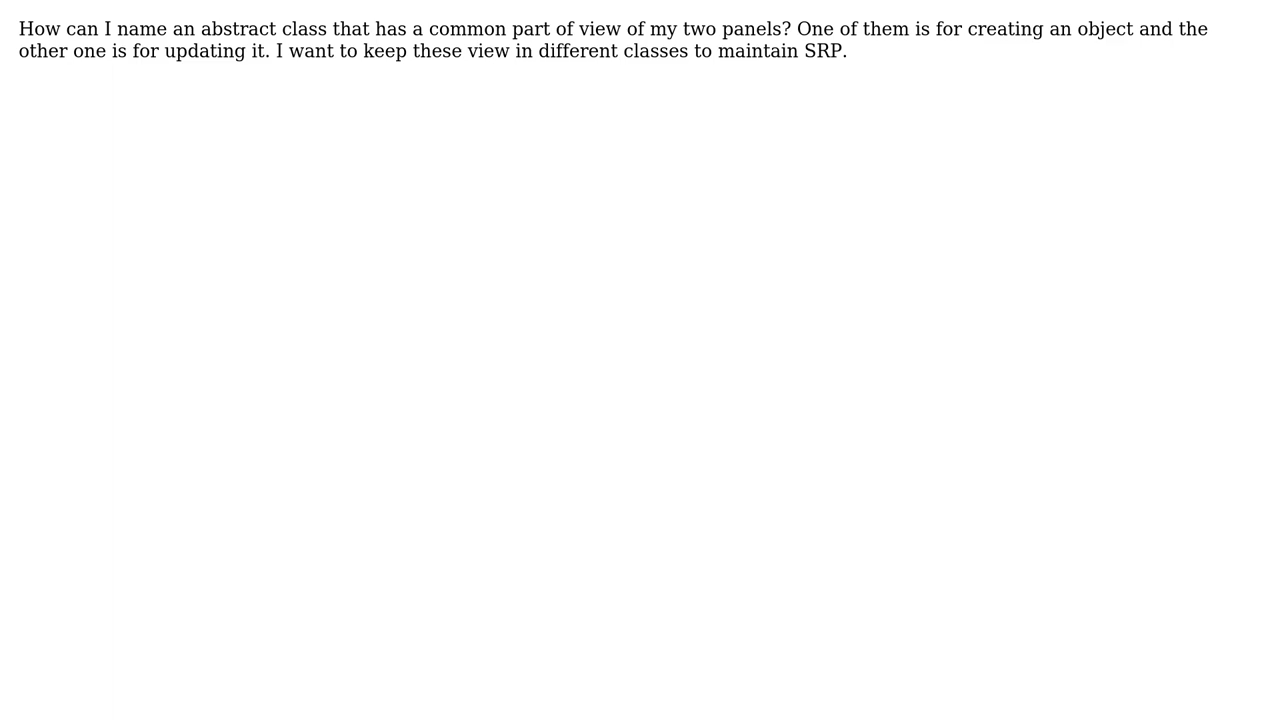 How can I name an abstract class that has a common part of view of my two panels? One of them is for creating an object and the
other one is for updating it. I want to keep these view in different classes to maintain SRP.